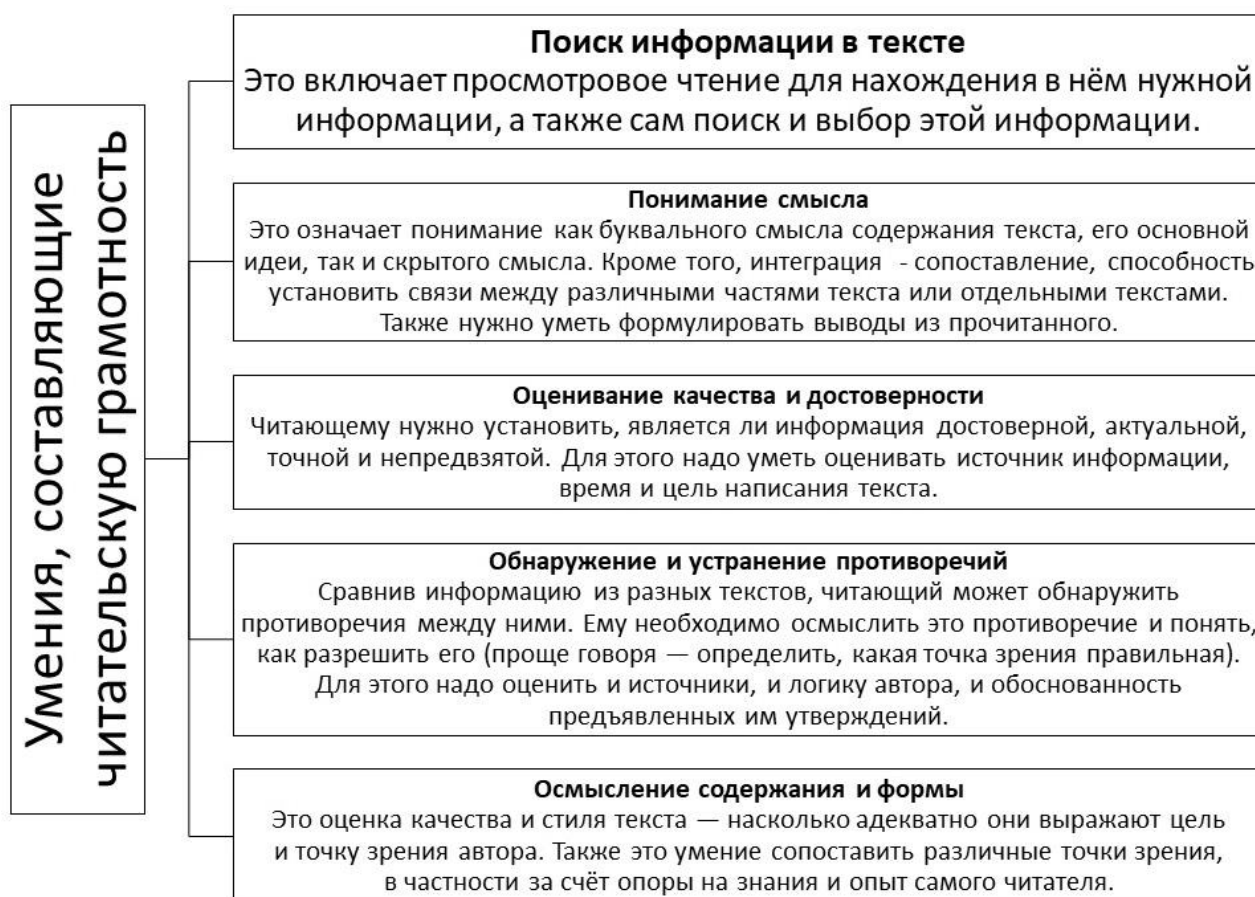 Умения, составляющие
читательскую грамотность
Поиск информации в тексте
Это включает просмотровое чтение для нахождения в нём нужной
информации, а также сам поиск и выбор этой информации.
Понимание смысла
Это означает понимание как буквального смысла содержания текста, его основной
идеи, так и скрытого смысла. Кроме того, интеграция - сопоставление, способность
установить связи между различными частями текста или отдельными текстами.
Также нужно уметь формулировать выводы из прочитанного.
Оценивание качества и достоверности
Читающему нужно установить, является ли информация достоверной, актуальной,
точной и непредвзятой. Для этого надо уметь оценивать источник информации,
время и цель написания текста.
Обнаружение и устранение противоречий
Сравнив информацию из разных текстов, читающий может обнаружить
противоречия между ними. Ему необходимо осмыслить это противоречие и понять,
как разрешить его (проще говоря — определить, какая точка зрения правильная).
Для этого надо оценить и источники, и логику автора, и обоснованность
предъявленных им утверждений.
Осмысление содержания и формы
Это оценка качества и стиля текста — насколько адекватно они выражают цель
и точку зрения автора. Также это умение сопоставить различные точки зрения,
в частности за счёт опоры на знания и опыт самого читателя.